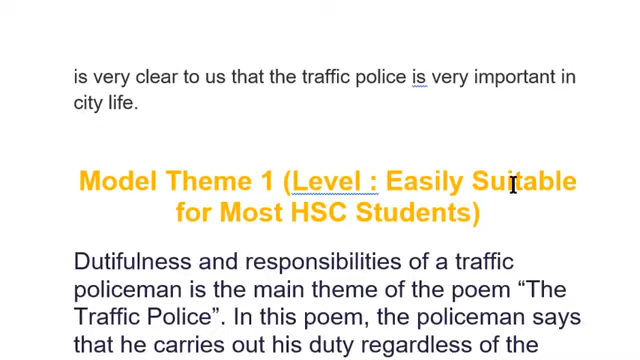 is very clear to us that the traffic police is very important in
city life.
Model Theme 1 (Level : Easily Suitable
for Most HSC Students)
Dutifulness and responsibilities of a traffic
policeman is the main theme of the poem “The
Traffic Police”. In this poem, the policeman says
that he carries out his duty regardless of the